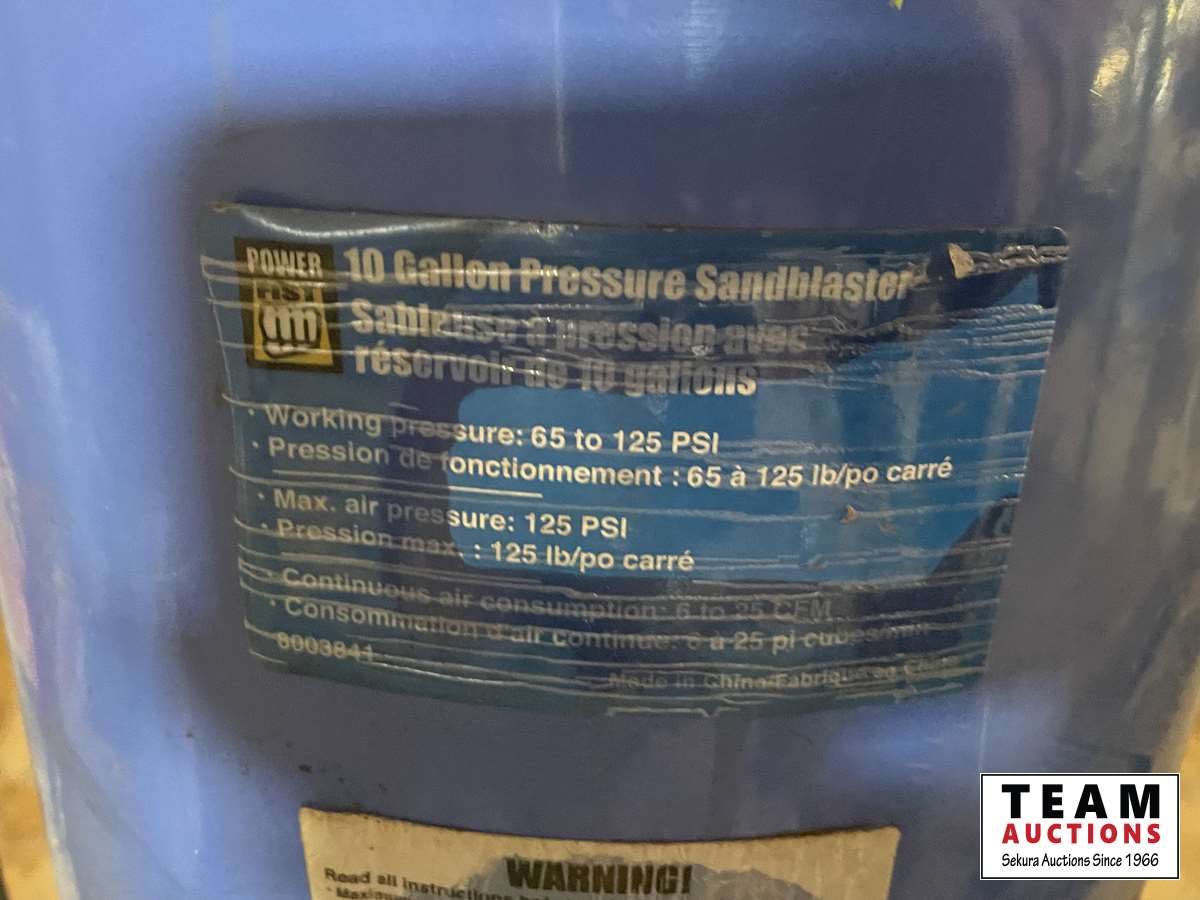 POWER
FIST
10 Gallon Pressure Sandblaster
Sableuse à pression avec
réservoir de 10 gallons
· Working pressure: 65 to 125 PSI
· Pression de fonctionnement : 65 à 125 lb/po carré
· Max. air pressure: 125 PSI
· Pression max. : 125 lb/po carré
· Continuous air consumption: 6 to 25 CFM
· Consommation d'air continue: 6 à 25 pi cubes/min
8003841
Made in China/Fabriqué en Chine
WARNING!
Read all instructions
TEAM
AUCTIONS
Sekura Auctions Since 1966